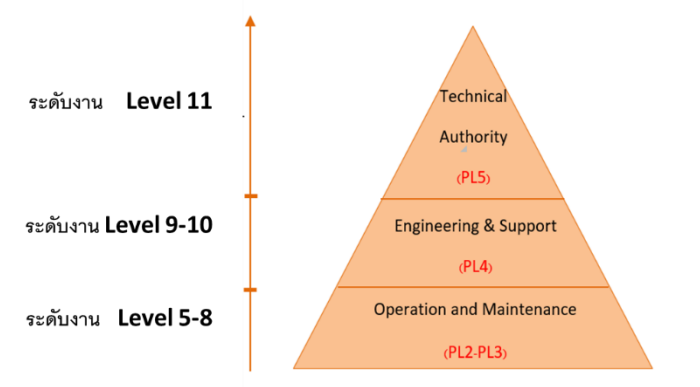 ระดับงาน Level 11
Technical
Authority
(PL5)
ระดับงาน Level 9-10
Engineering & Support
(PL4)
ระดับงาน Level 5-8
Operation and Maintenance
(PL2-PL3)